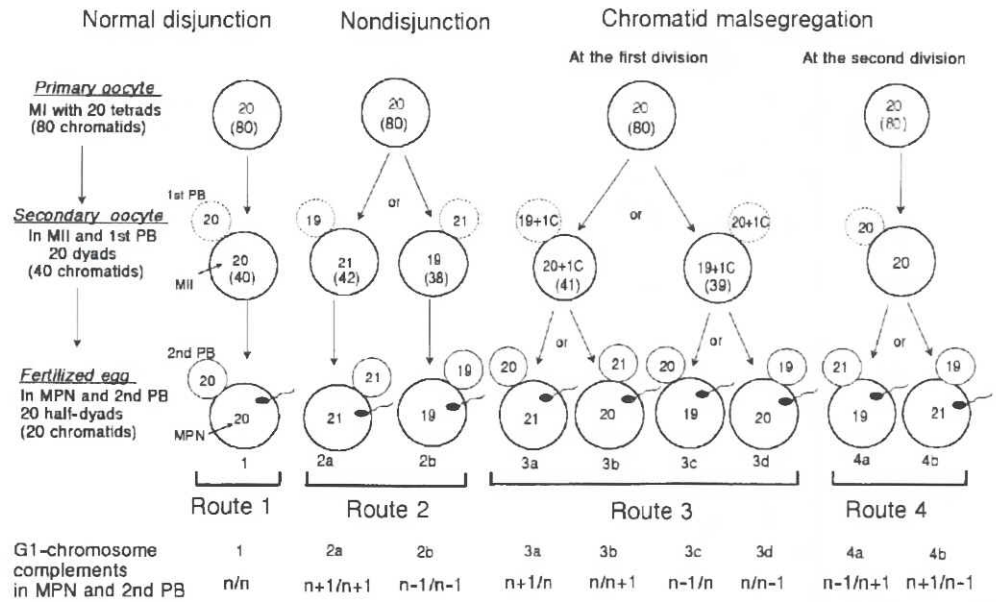 Normal disjunction Nondisjunction Chromatid malsegregation
At the first division At the second division
Primary oocyte
MI with 20 tetrads
(80 chromatids)
20 20 20 20
(80) (80) (80) (80)
1st PB
Secondary oocyte
In MII and 1st PB
20 dyads
(40 chromatids)
20 19 or 21 19+1C or 20+1C 20
MII
20 21 19 20+1C 19+1C 20
(40) (42) (38) (41) (39)
or or or
2nd PB
Fertilized egg
In MPN and 2nd PB
20 half-dyads
(20 chromatids)
20 21 19 20 21 20 19 21 19
MPN
20 21 19 21 20 19 20 19 21
1 2a 2b 3a 3b 3c 3d 4a 4b
Route 1 Route 2 Route 3 Route 4
G1-chromosome
complements
in MPN and 2nd PB
1 2a 2b 3a 3b 3c 3d 4a 4b
n/n n+1/n+1 n-1/n-1 n+1/n n/n+1 n-1/n n/n-1 n-1/n+1 n+1/n-1